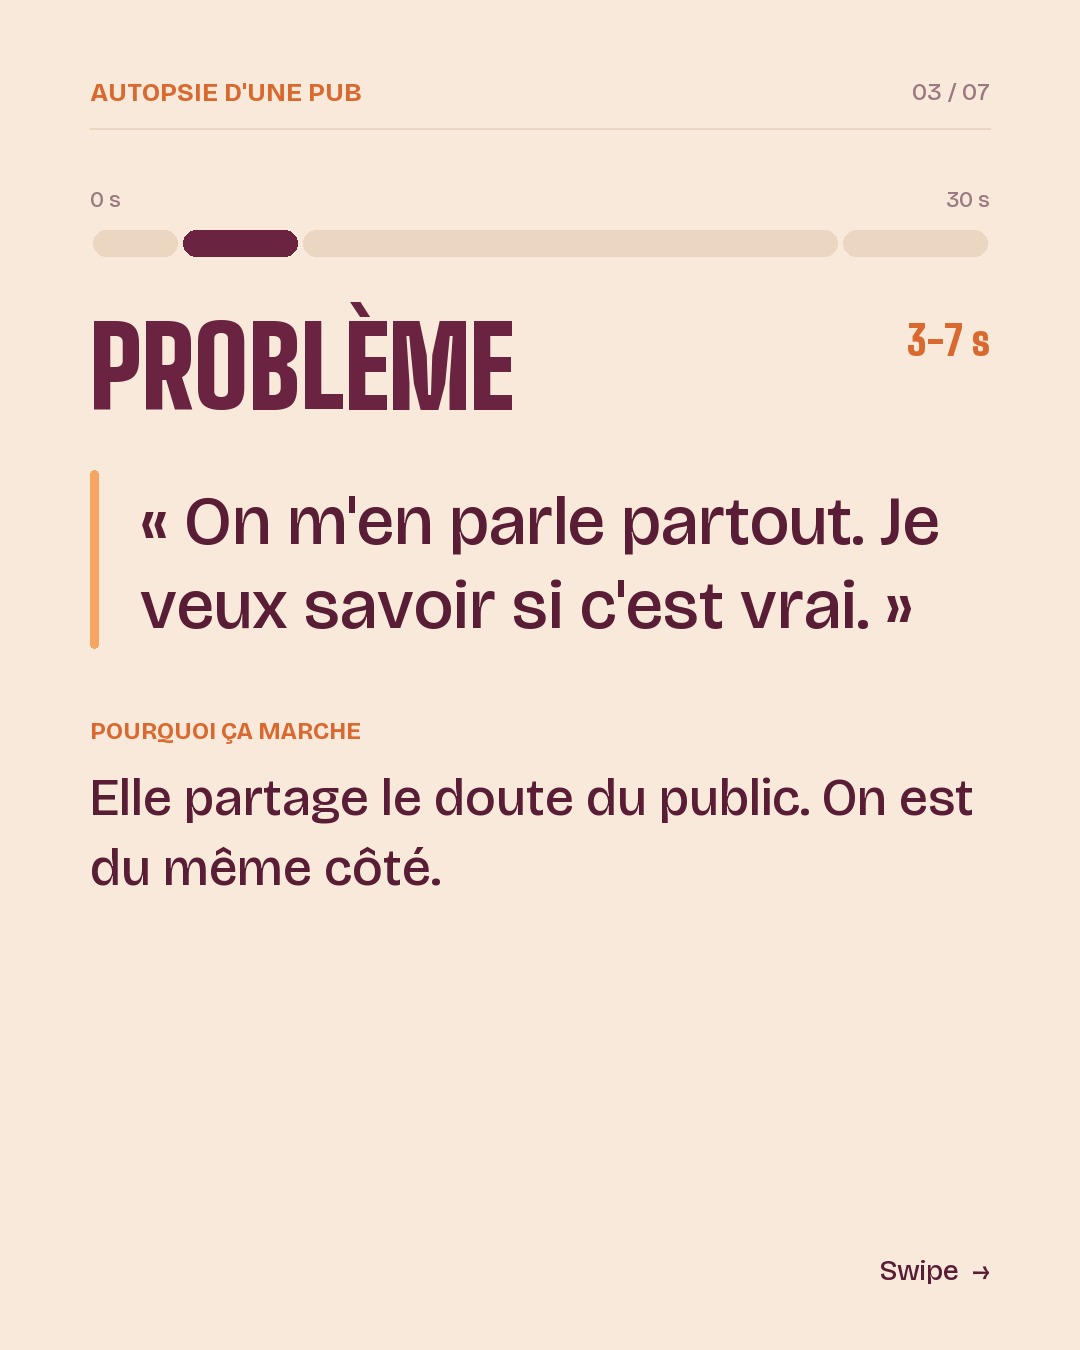 AUTOPSIE D'UNE PUB
03 / 07
0 s
30 s
PROBLÈME
3–7 s
« On m'en parle partout. Je
veux savoir si c'est vrai. »
POURQUOI ÇA MARCHE
Elle partage le doute du public. On est
du même côté.
Swipe →